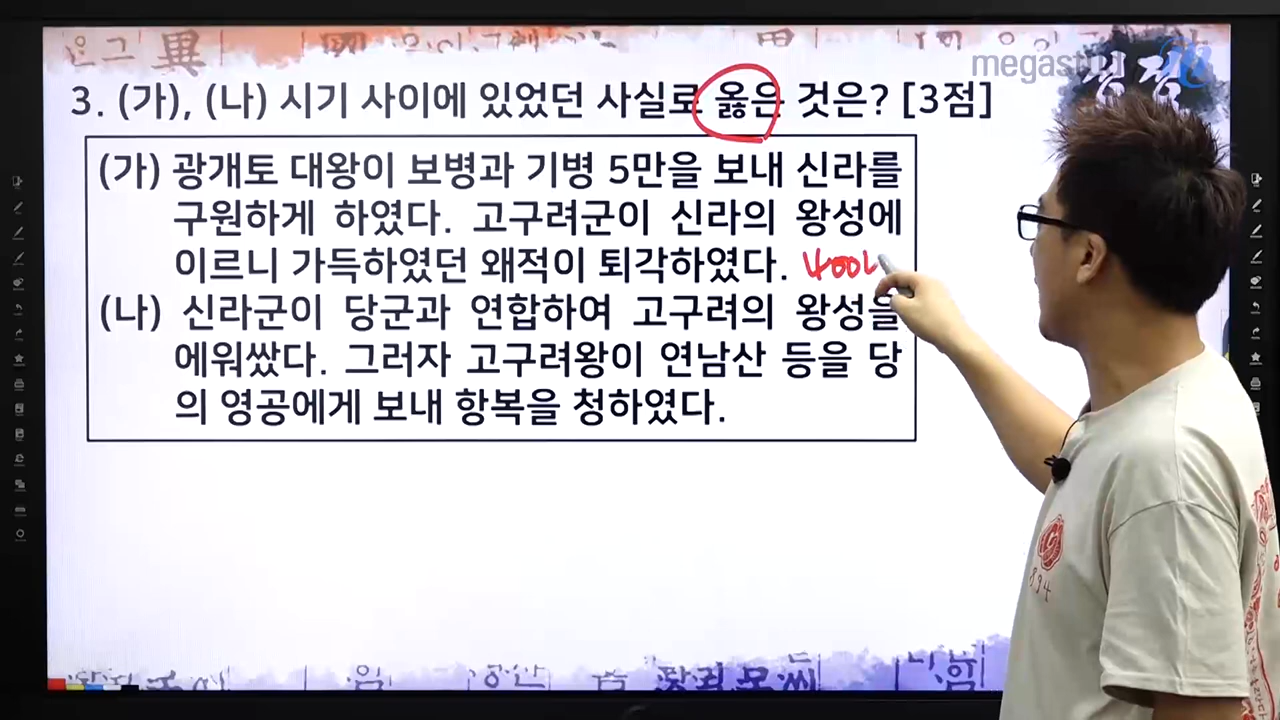 megast
3. (가), (나) 시기 사이에 있었던 사실로 옳은 것은? [3점]
(가) 광개토 대왕이 보병과 기병 5만을 보내 신라를
구원하게 하였다. 고구려군이 신라의 왕성에
이르니 가득하였던 왜적이 퇴각하였다. 400년
(나) 신라군이 당군과 연합하여 고구려의 왕성을
에워쌌다. 그러자 고구려왕이 연남산 등을 당
의 영공에게 보내 항복을 청하였다.
894